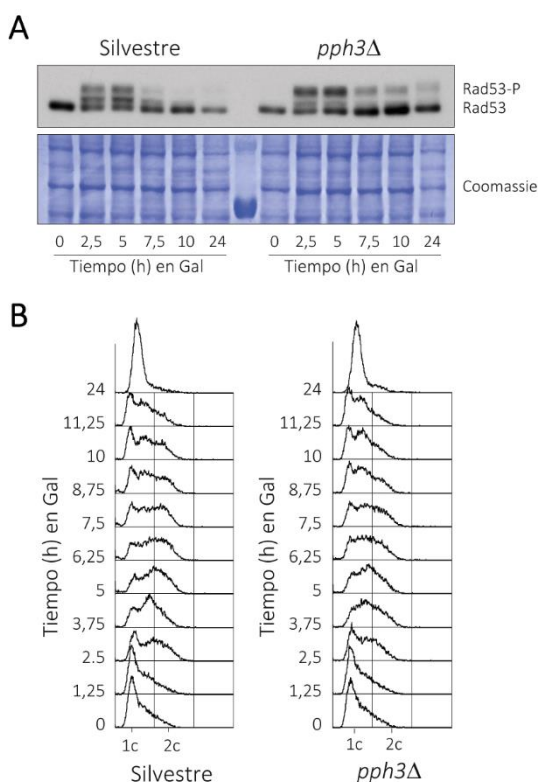 A
Silvestre pph3Δ
Rad53-P
Rad53
Coomassie
0 2,5 5 7,5 10 24 0 2,5 5 7,5 10 24
Tiempo (h) en Gal Tiempo (h) en Gal
B
Tiempo (h) en Gal
24
11,25
10
8,75
7,5
6,25
5
3,75
2.5
1,25
0
1c 2c
Silvestre
Tiempo (h) en Gal
24
11,25
10
8,75
7,5
6,25
5
3,75
2.5
1,25
0
1c 2c
pph3Δ